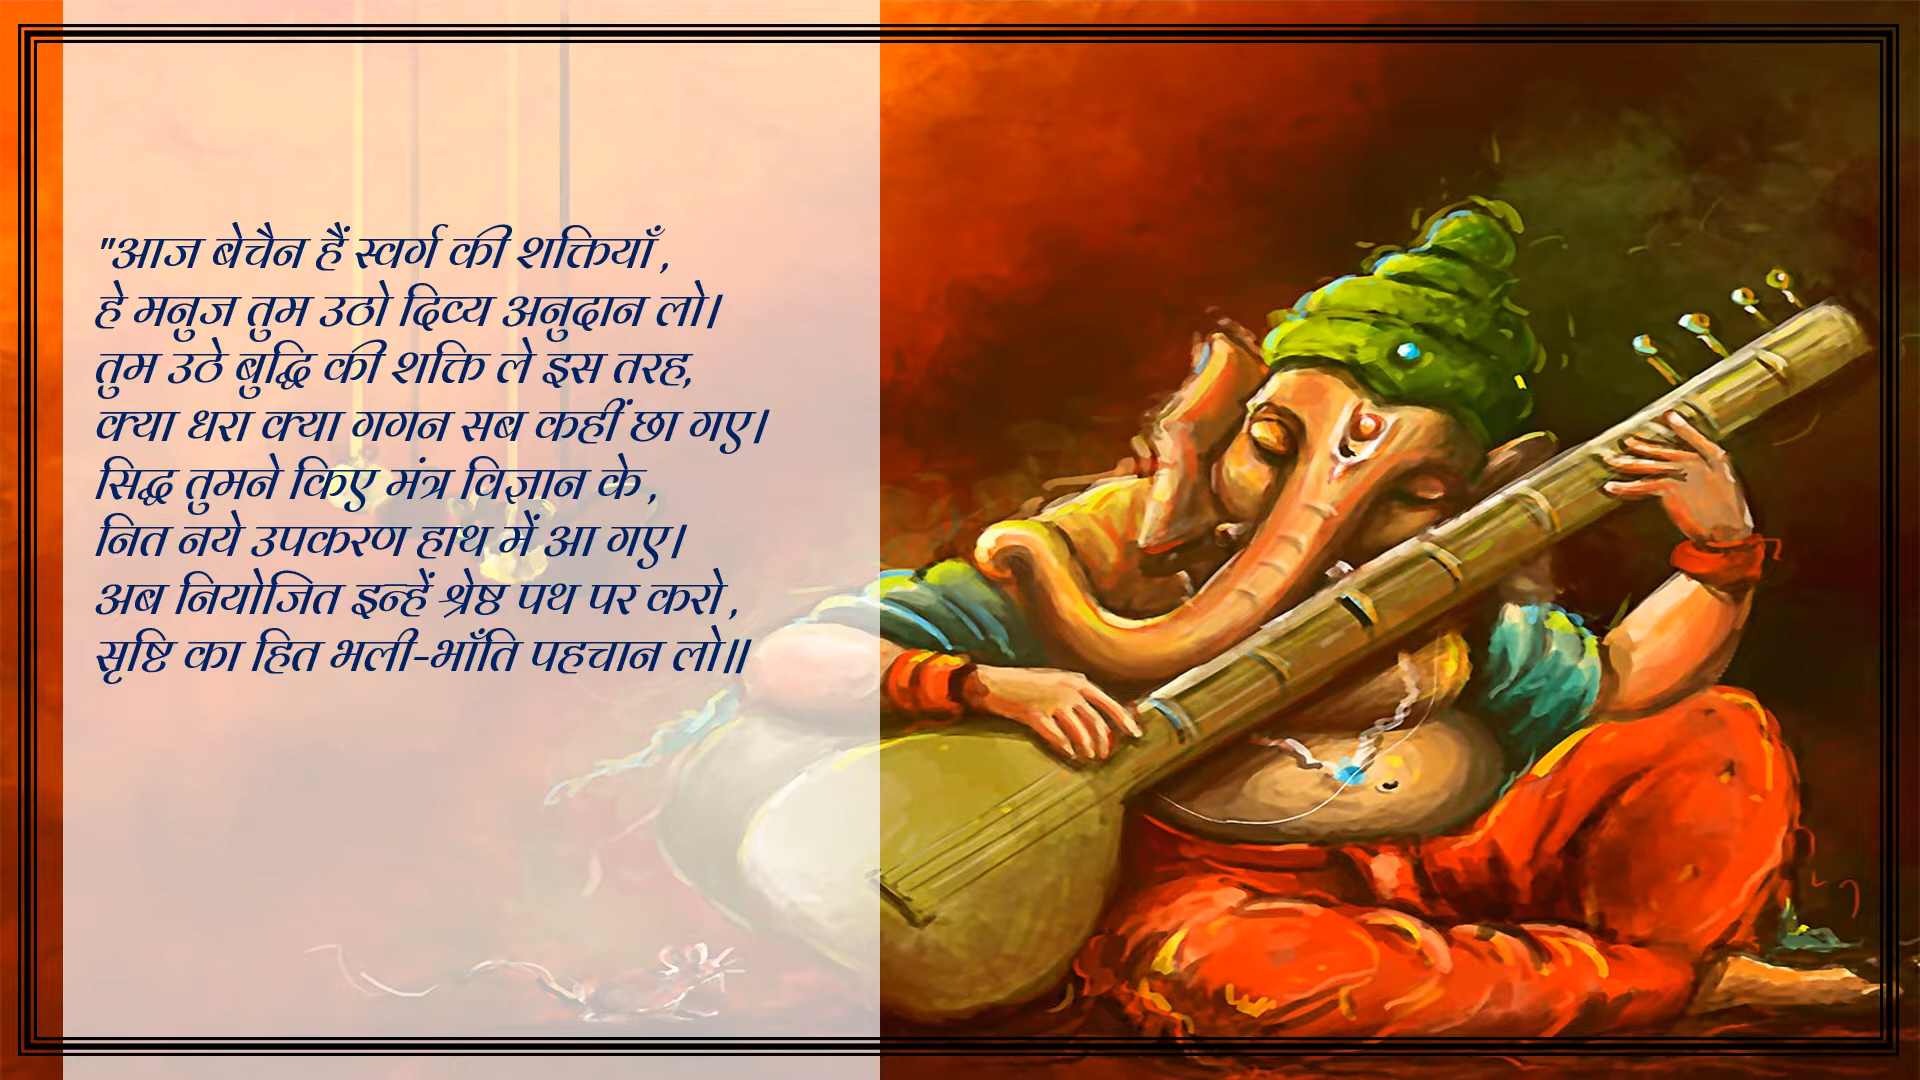 "आज बेचैन हैं स्वर्ग की शक्तियाँ ,
हे मनुज तुम उठो दिव्य अनुदान लो।
तुम उठे बुद्धि की शक्ति ले इस तरह,
क्या धरा क्या गगन सब कहीं छा गए।
सिद्ध तुमने किए मंत्र विज्ञान के ,
नित नये उपकरण हाथ में आ गए।
अब नियोजित इन्हें श्रेष्ठ पथ पर करो ,
सृष्टि का हित भली-भाँति पहचान लो॥